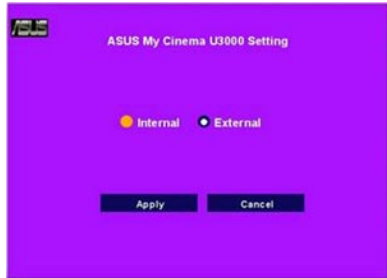 ASUS
ASUS My Cinema U3000 Setting
Internal External
Apply Cancel